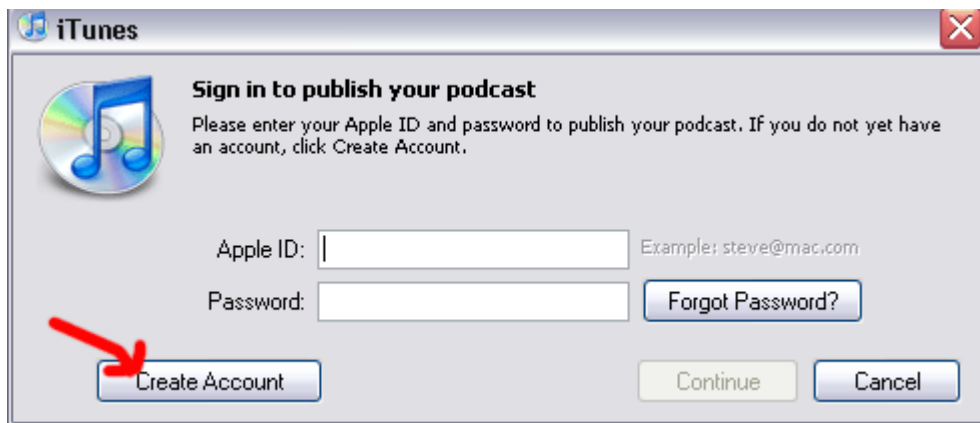 iTunes
Sign in to publish your podcast
Please enter your Apple ID and password to publish your podcast. If you do not yet have
an account, click Create Account.
Apple ID:
Example: steve@mac.com
Password:
Forgot Password?
Create Account
Continue
Cancel